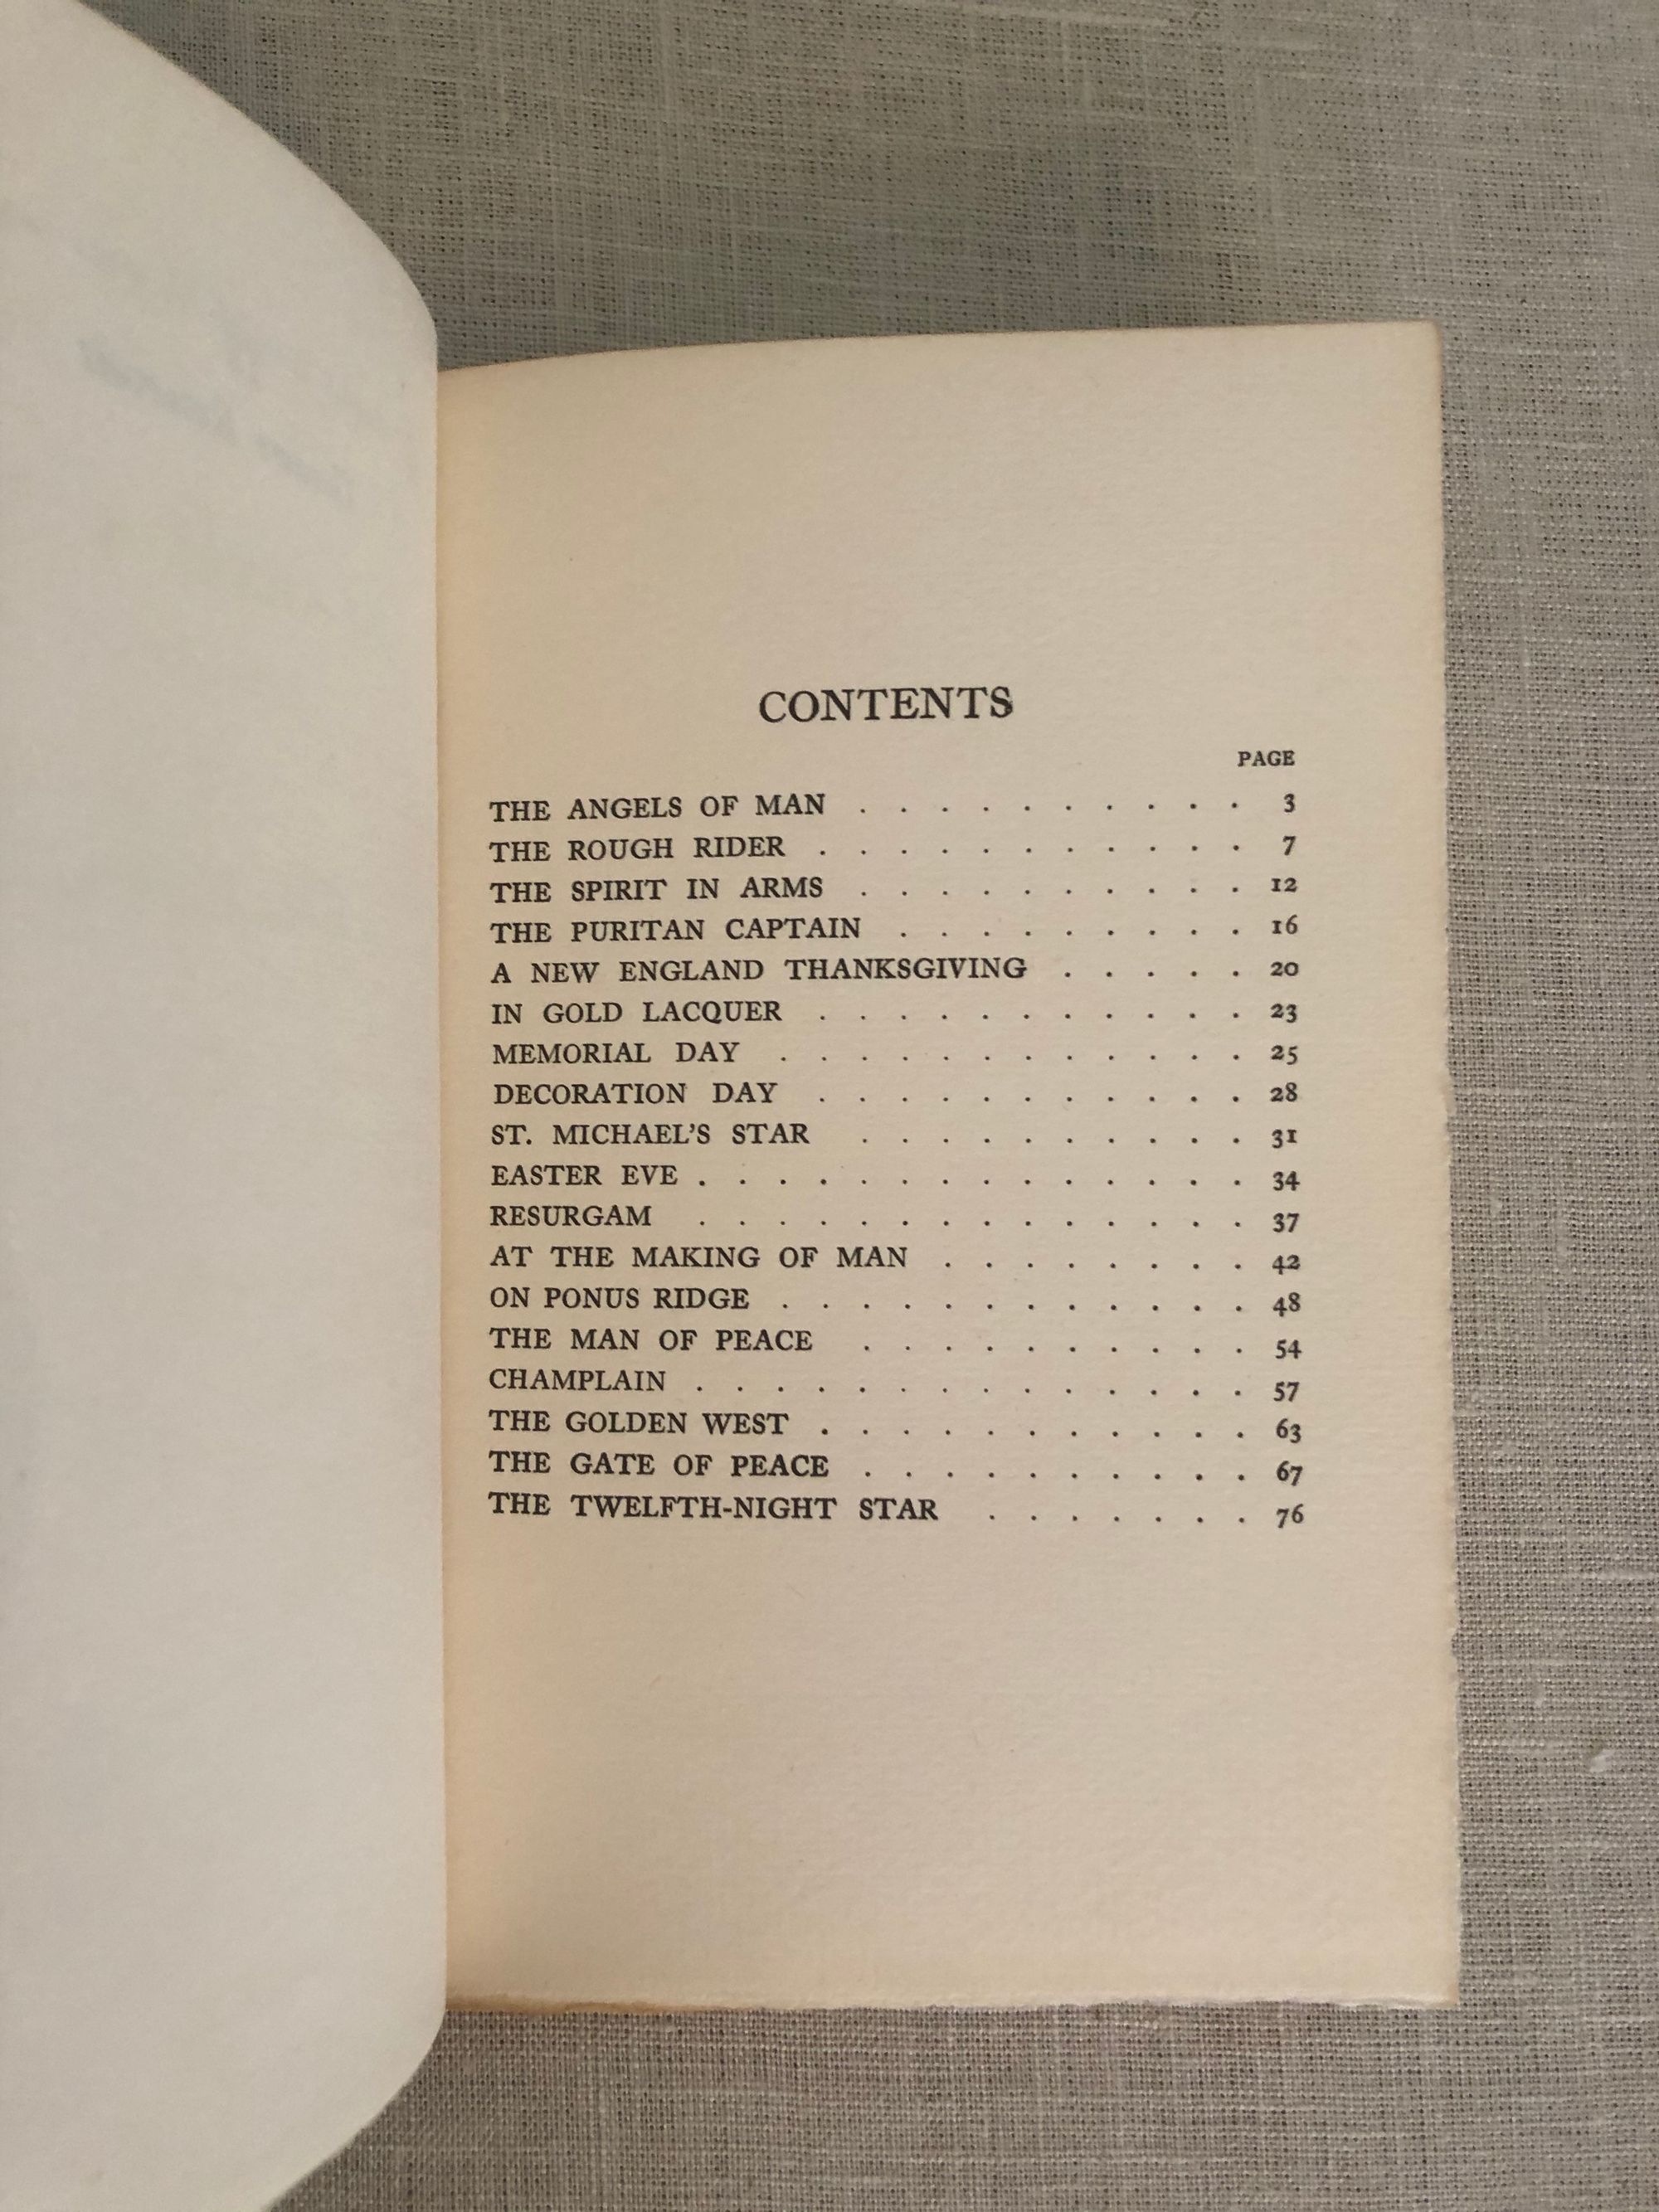 CONTENTS
PAGE
THE ANGELS OF MAN . . . . . . . . . . 3
THE ROUGH RIDER . . . . . . . . . . . 7
THE SPIRIT IN ARMS . . . . . . . . . . 12
THE PURITAN CAPTAIN . . . . . . . . . 16
A NEW ENGLAND THANKSGIVING . . . . . 20
IN GOLD LACQUER . . . . . . . . . . . 23
MEMORIAL DAY . . . . . . . . . . . . 25
DECORATION DAY . . . . . . . . . . . 28
ST. MICHAEL'S STAR . . . . . . . . . . 31
EASTER EVE . . . . . . . . . . . . . . 34
RESURGAM . . . . . . . . . . . . . . 37
AT THE MAKING OF MAN . . . . . . . . 42
ON PONUS RIDGE . . . . . . . . . . . . 48
THE MAN OF PEACE . . . . . . . . . . 54
CHAMPLAIN . . . . . . . . . . . . . . 57
THE GOLDEN WEST . . . . . . . . . . . 63
THE GATE OF PEACE . . . . . . . . . . 67
THE TWELFTH-NIGHT STAR . . . . . . . 76